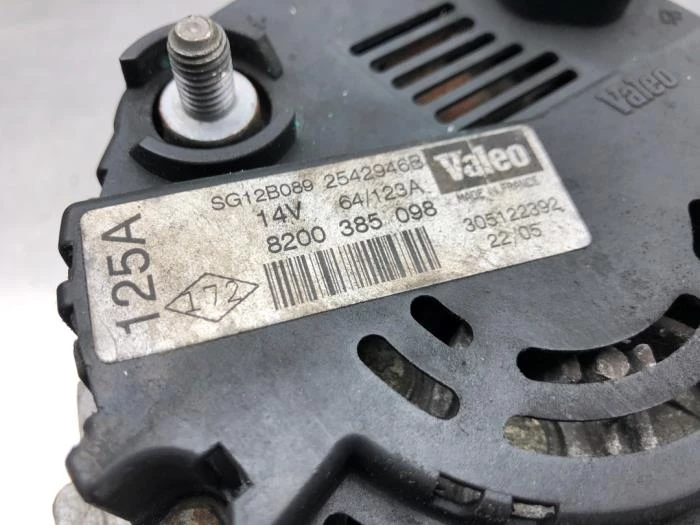 Valeo
125A
SG12B089 2542946B
14V 64/123A
8200 385 098
172
Valeo
MADE IN FRANCE
305122392
22/05